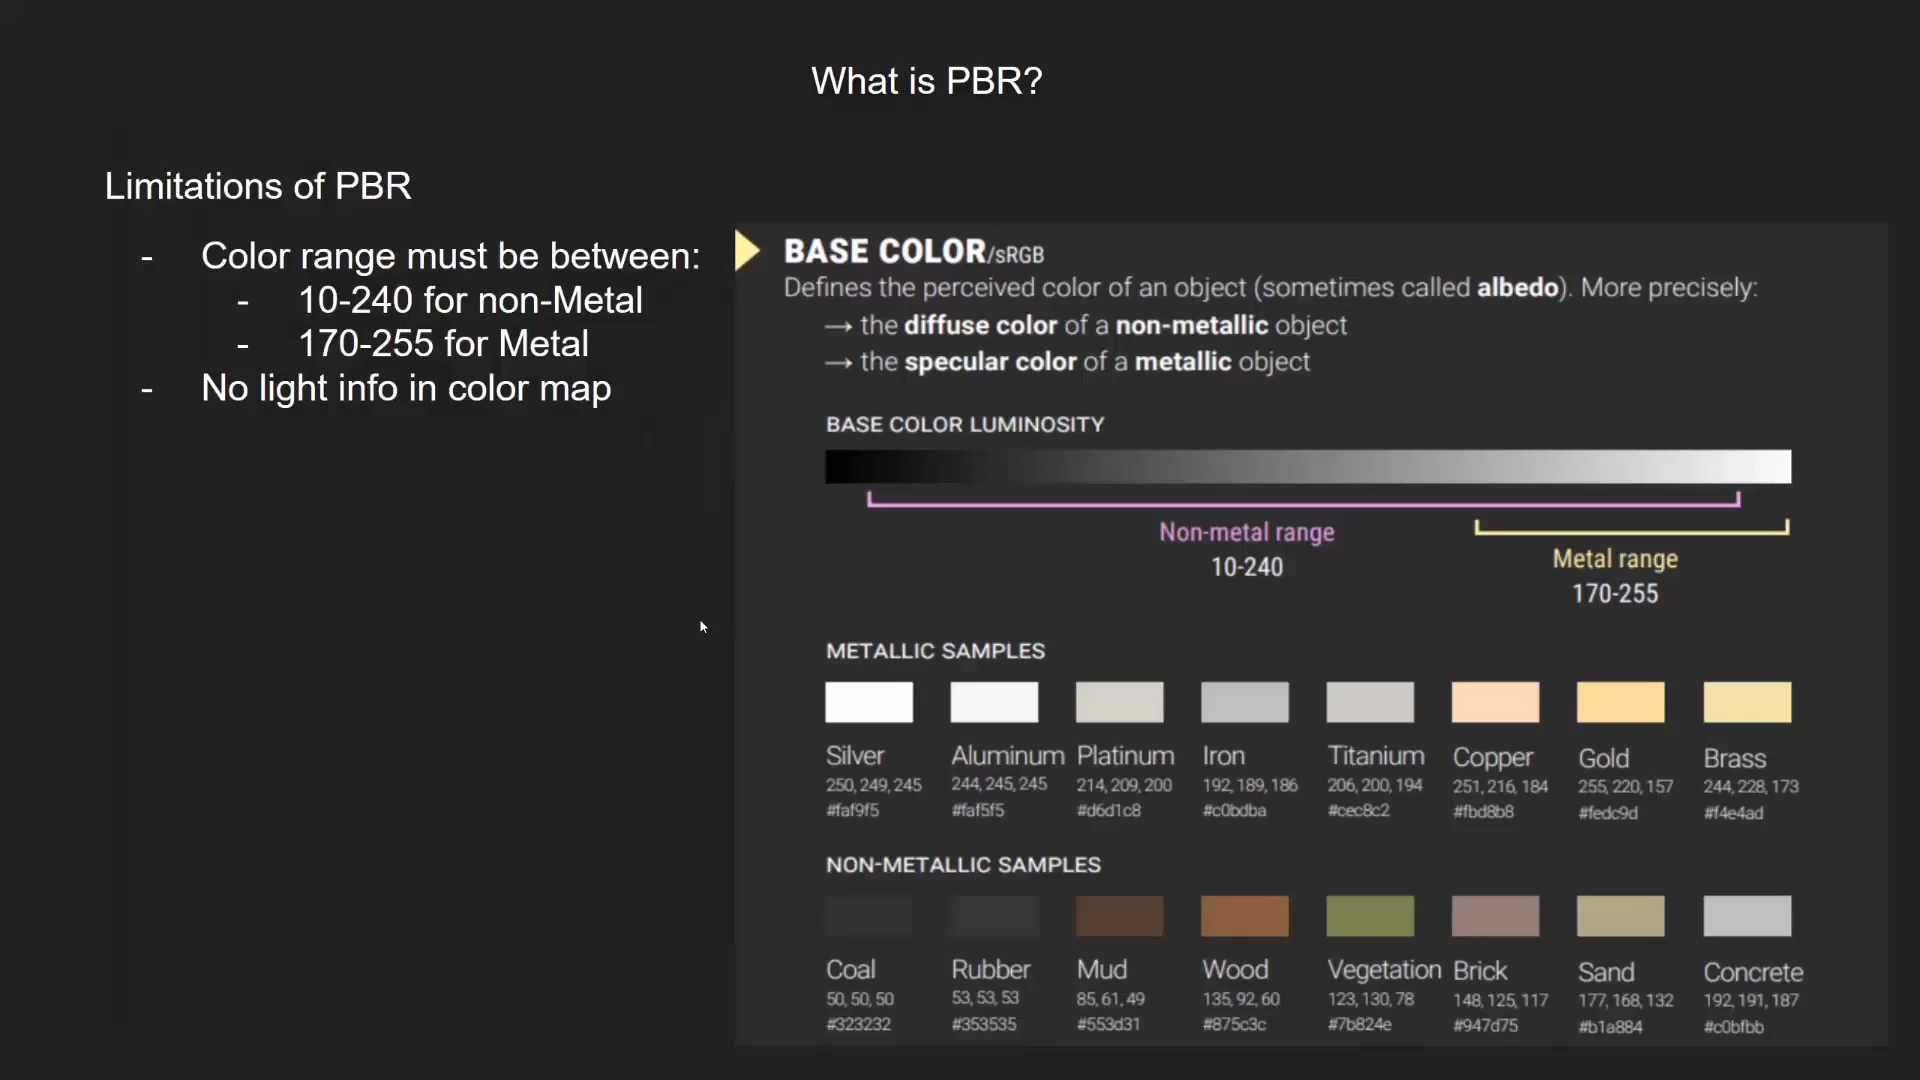 What is PBR?
Limitations of PBR
- Color range must be between:
- 10-240 for non-Metal
- 170-255 for Metal
- No light info in color map
BASE COLOR/sRGB
Defines the perceived color of an object (sometimes called albedo). More precisely:
→ the diffuse color of a non-metallic object
→ the specular color of a metallic object
BASE COLOR LUMINOSITY
Non-metal range
10-240
Metal range
170-255
METALLIC SAMPLES
Silver Aluminum Platinum Iron Titanium Copper Gold Brass
250, 249, 245 244, 245, 245 214, 209, 200 192, 189, 186 206, 200, 194 251, 216, 184 255, 220, 157 244, 228, 173
#faf9f5 #faf5f5 #d6d1c8 #c0bdba #cec8c2 #fbd8b8 #fedc9d #f4e4ad
NON-METALLIC SAMPLES
Coal Rubber Mud Wood Vegetation Brick Sand Concrete
50, 50, 50 53, 53, 53 85, 61, 49 135, 92, 60 123, 130, 78 148, 125, 117 177, 168, 132 192, 191, 187
#323232 #353535 #553d31 #875c3c #7b824e #947d75 #b1a884 #c0bfbb